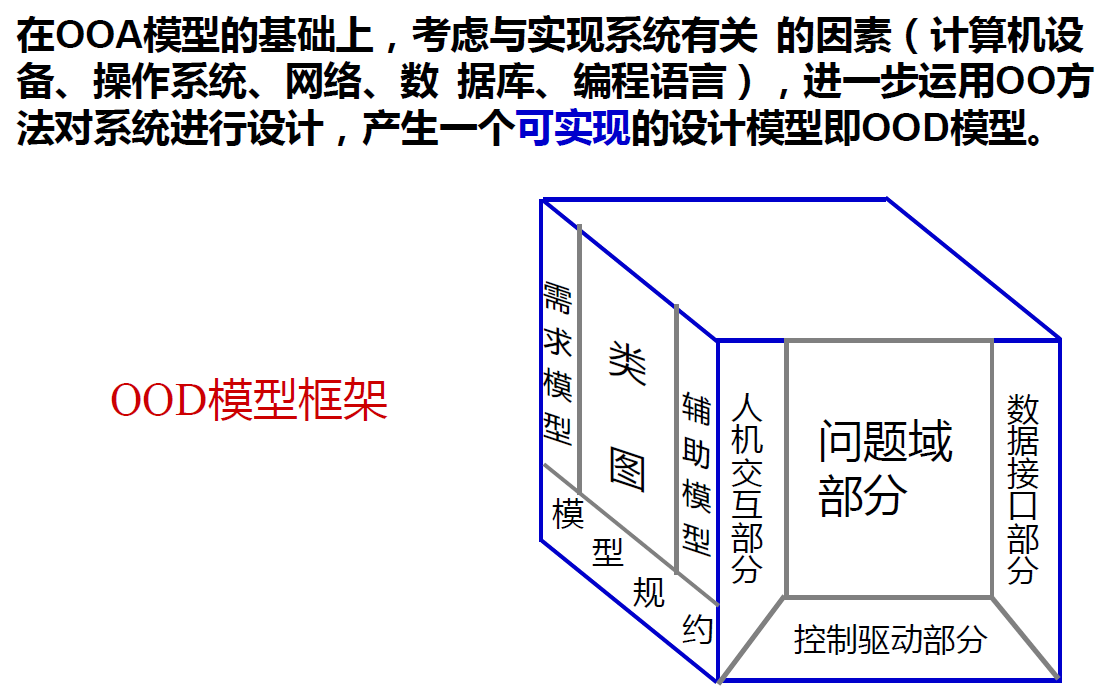 在OOA模型的基础上，考虑与实现系统有关 的因素（计算机设
备、操作系统、网络、数 据库、编程语言），进一步运用OO方
法对系统进行设计，产生一个可实现的设计模型即OOD模型。
OOD模型框架
需求模型
类图
辅助模型
模型规约
人机交互部分
问题域
部分
数据接口部分
控制驱动部分